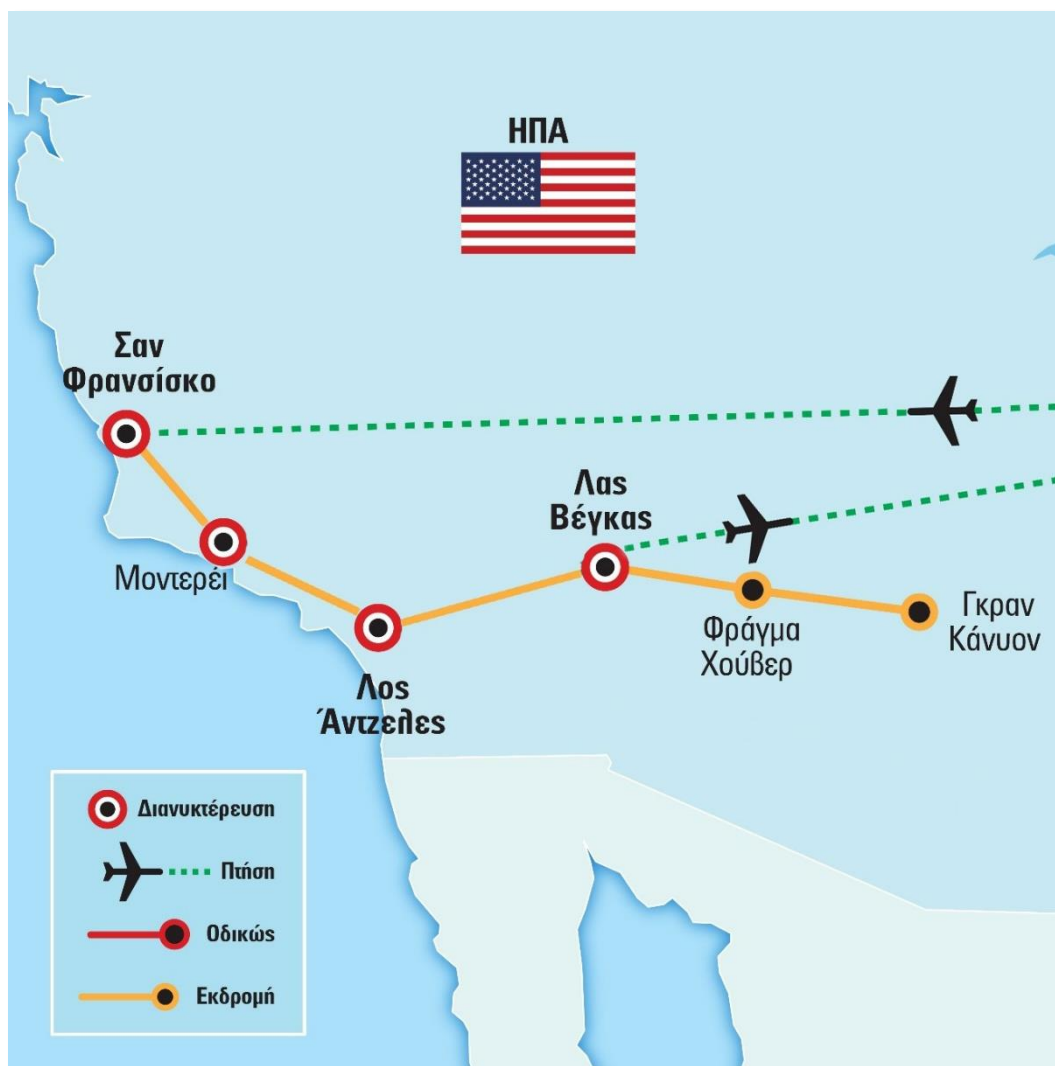 ΗΠΑ
Σαν
Φρανσίσκο
Λας
Βέγκας
Μοντερέι
Φράγμα
Χούβερ
Γκραν
Κάνυον
Λος
Άντζελες
Διανυκτέρευση
Πτήση
Οδικώς
Εκδρομή